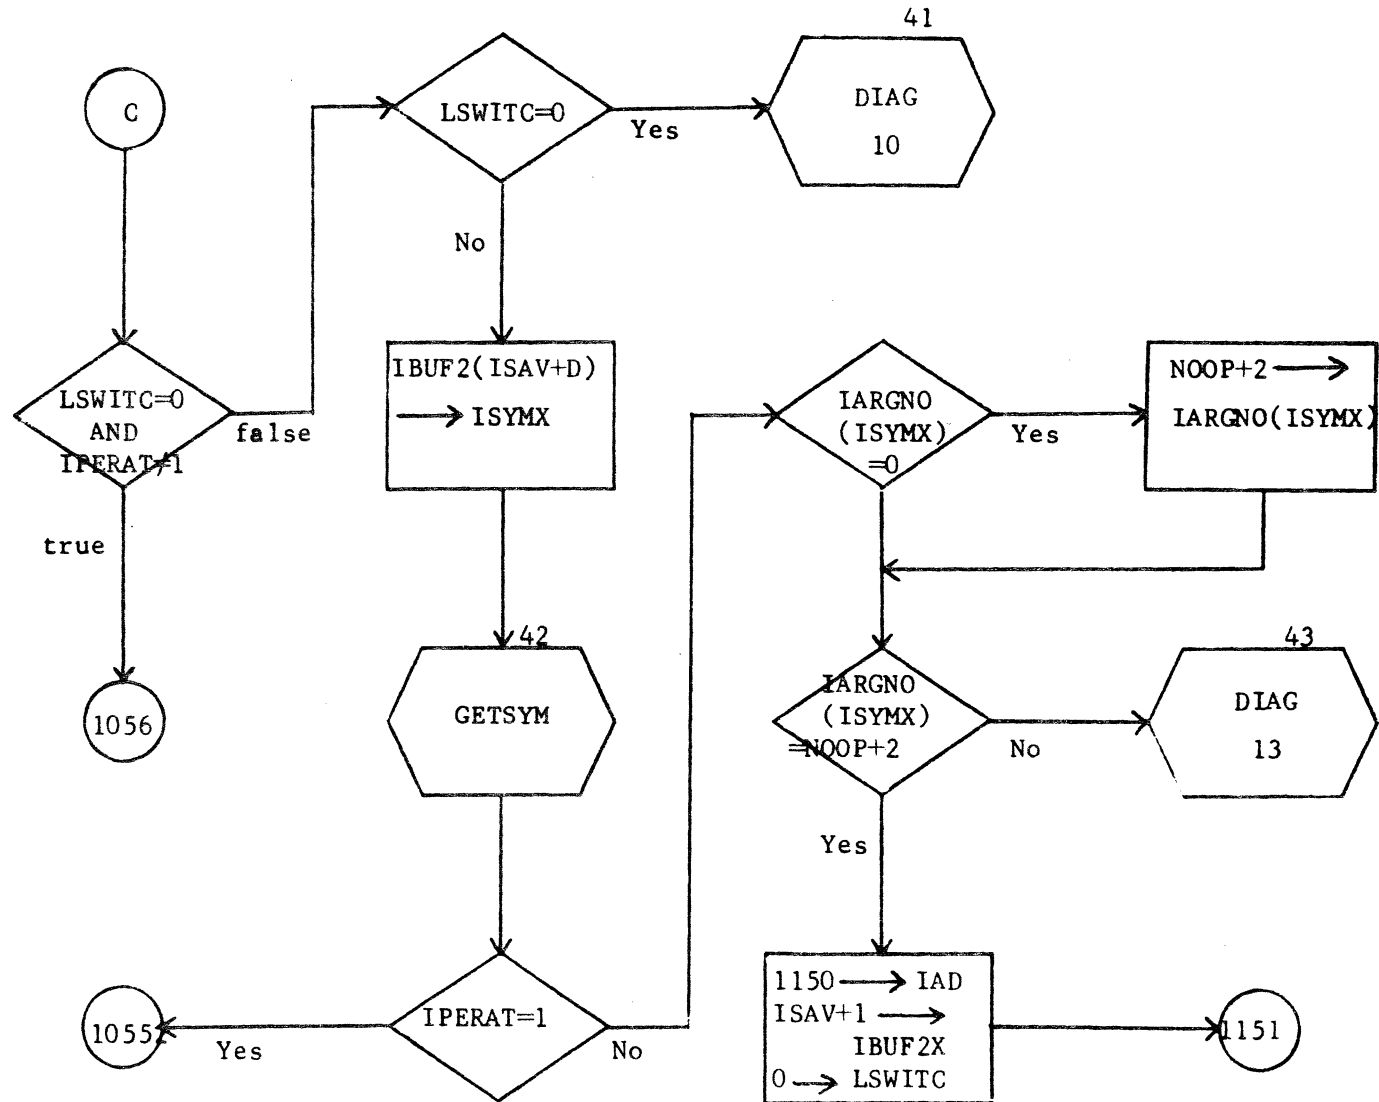 41
C
LSWITC=0
Yes
DIAG
10
No
LSWITC=0
AND
IPERAT≠1
false
true
1056
IBUF2(ISAV+D)
→ ISYMX
42
GETSYM
IPERAT=1
Yes
1055
No
IARGNO
(ISYMX)
=0
Yes
NOOP+2 →
IARGNO(ISYMX)
IARGNO
(ISYMX)
=NOOP+2
No
43
DIAG
13
Yes
1150 → IAD
ISAV+1 →
IBUF2X
0 → LSWITC
1151